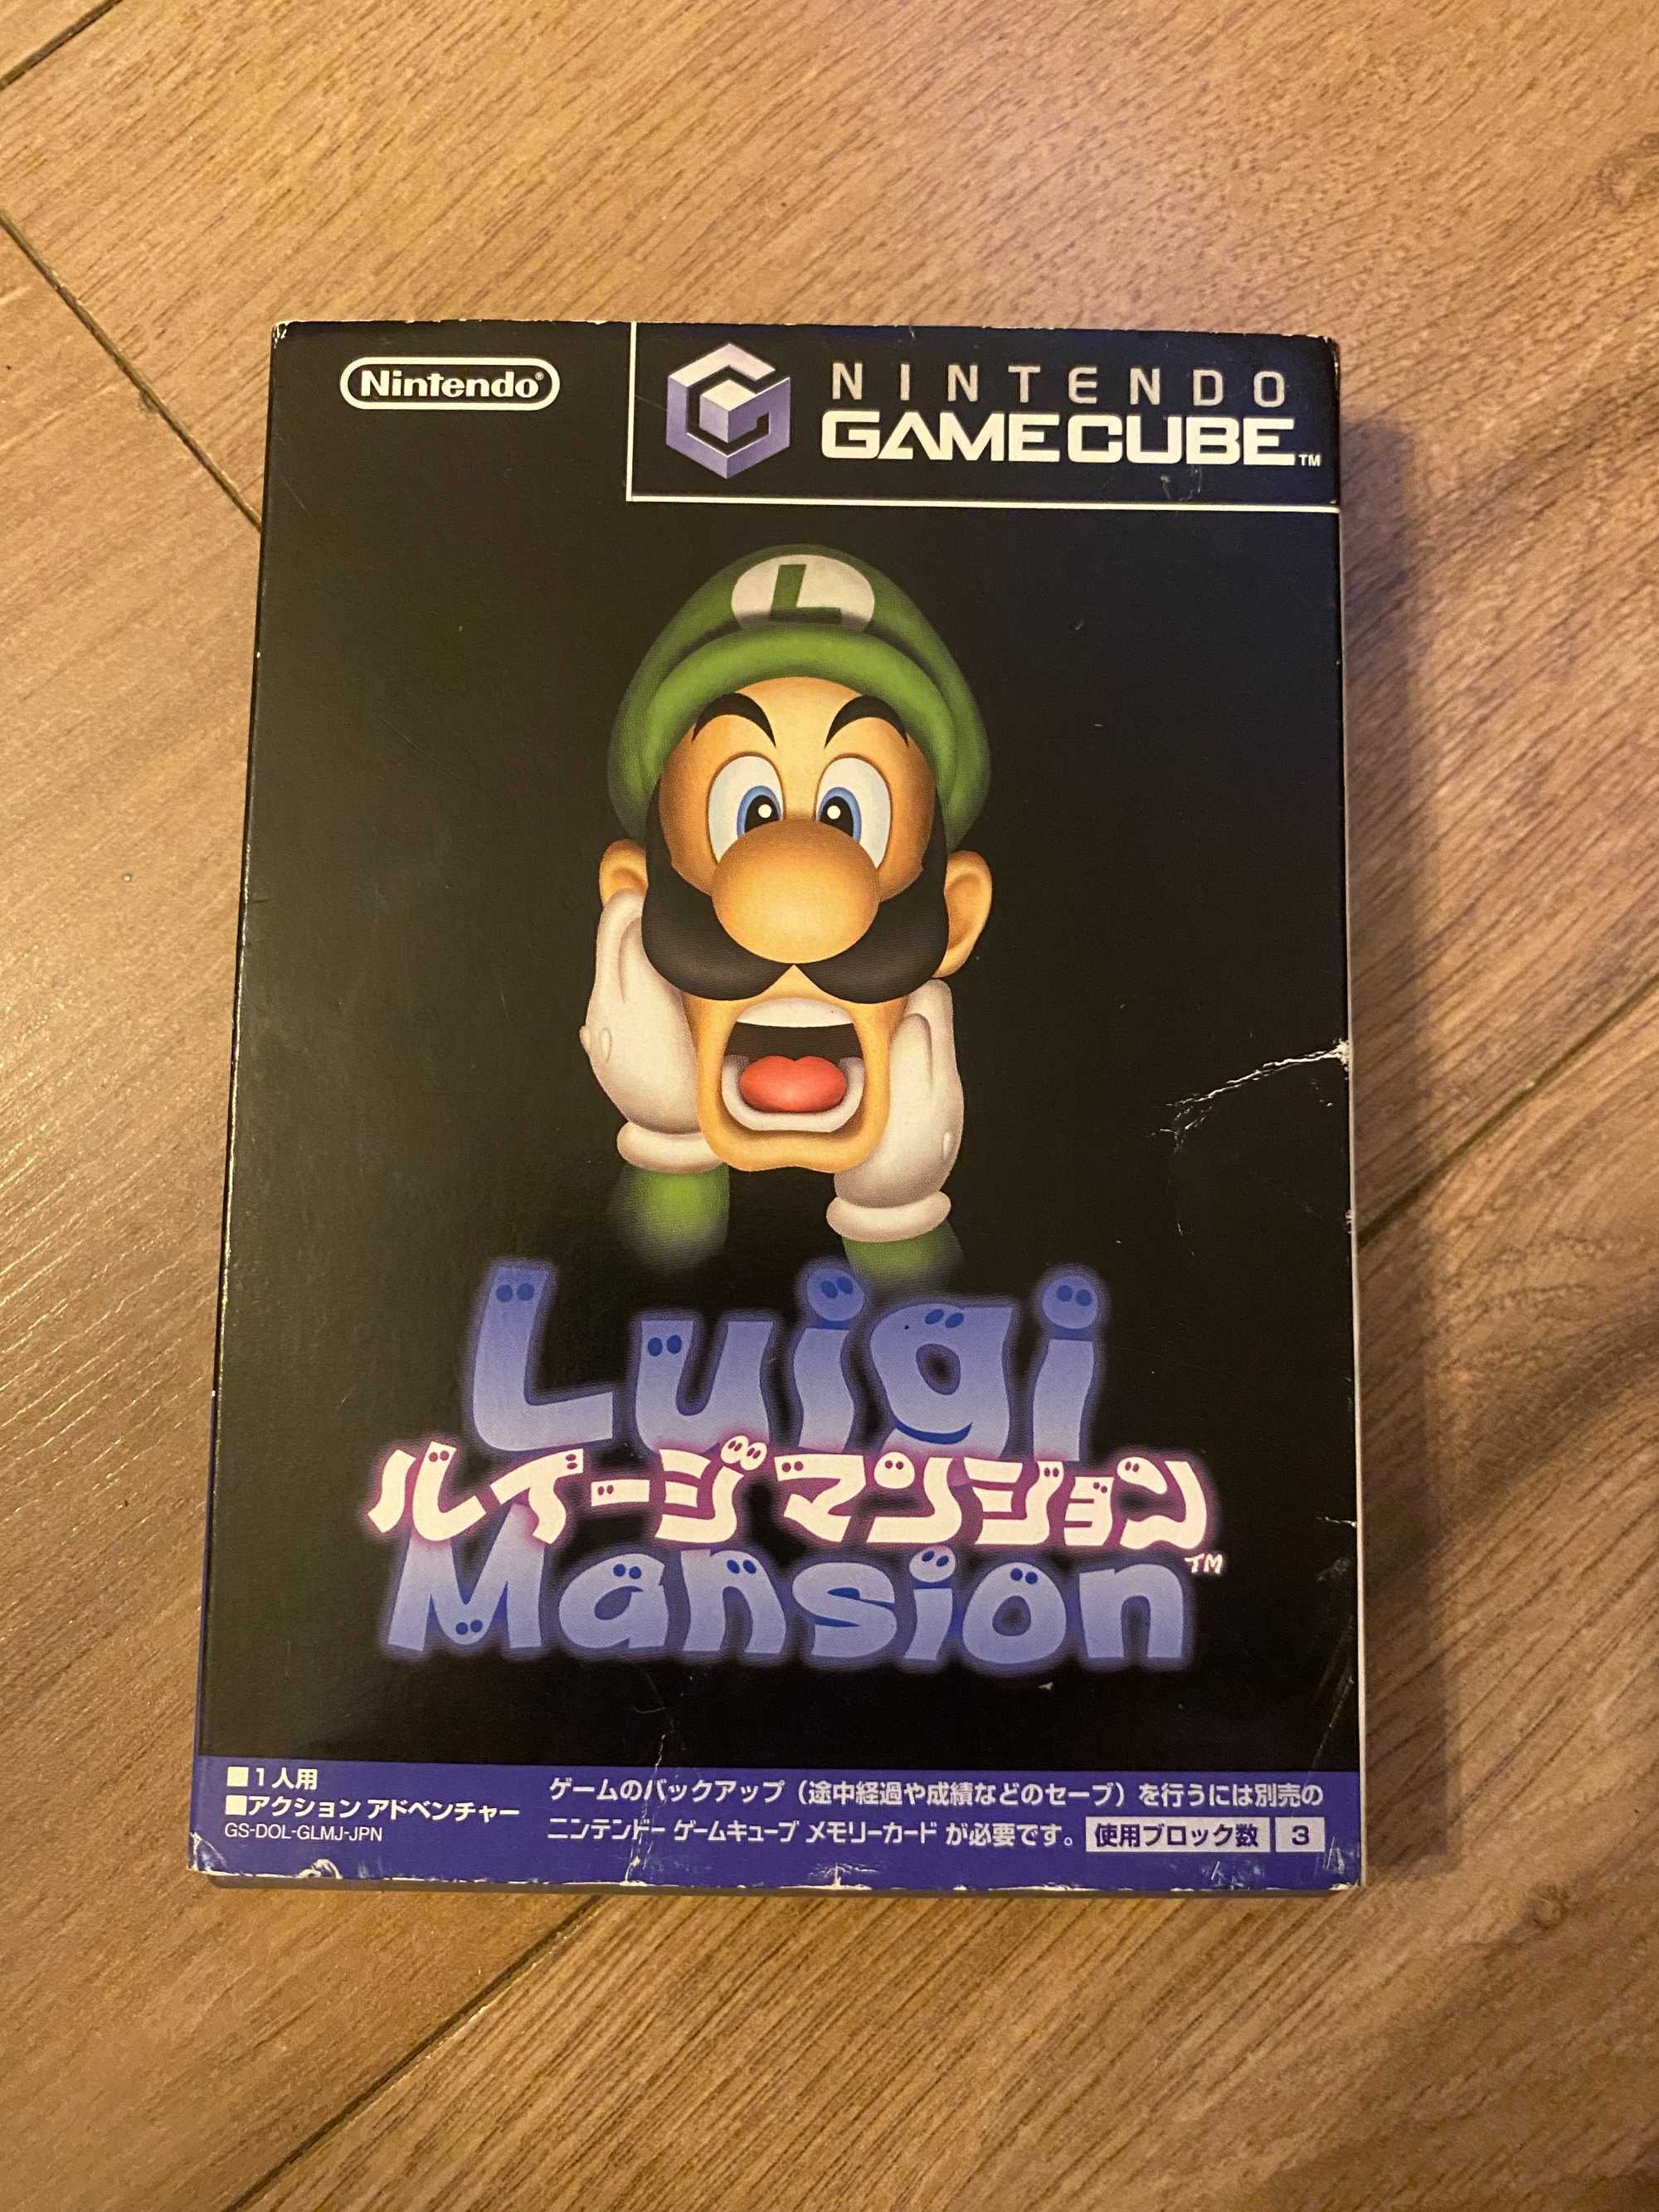 Nintendo®
NINTENDO
GAMECUBE™
L
Luigi
ルイージマンション™
Mansion
■1人用
■アクション アドベンチャー
GS-DOL-GLMJ-JPN
ゲームのバックアップ（途中経過や成績などのセーブ）を行うには別売の
ニンテンドー ゲームキューブ メモリーカード が必要です。 使用ブロック数 3